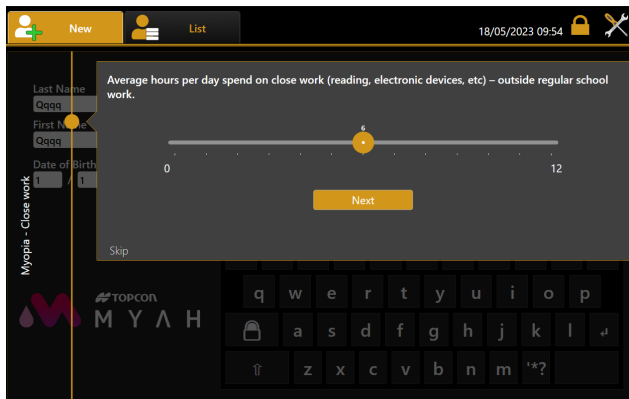 New
List
18/05/2023 09:54
Average hours per day spend on close work (reading, electronic devices, etc) – outside regular school
work.
Last Name
Qqqq
First Name
Qqqq
Date of Birth
1 / 1
6
0
12
Next
Skip
Myopia - Close work
TOPCON
MYAH
q w e r t y u i o p
a s d f g h j k l ↲
⇧ z x c v b n m '*?